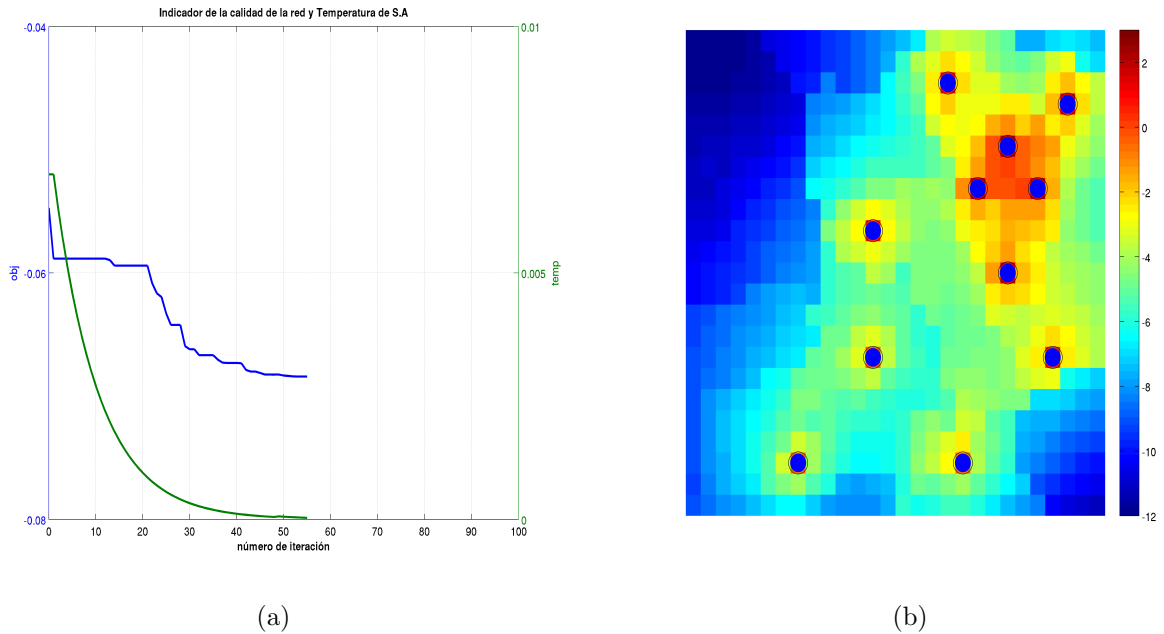 Indicador de la calidad de la red y Temperatura de S.A
-0.04
0.01
obj
-0.06
0.005
temp
-0.08
0
0 10 20 30 40 50 60 70 80 90 100
número de iteración
(a)
2
0
-2
-4
-6
-8
-10
-12
(b)